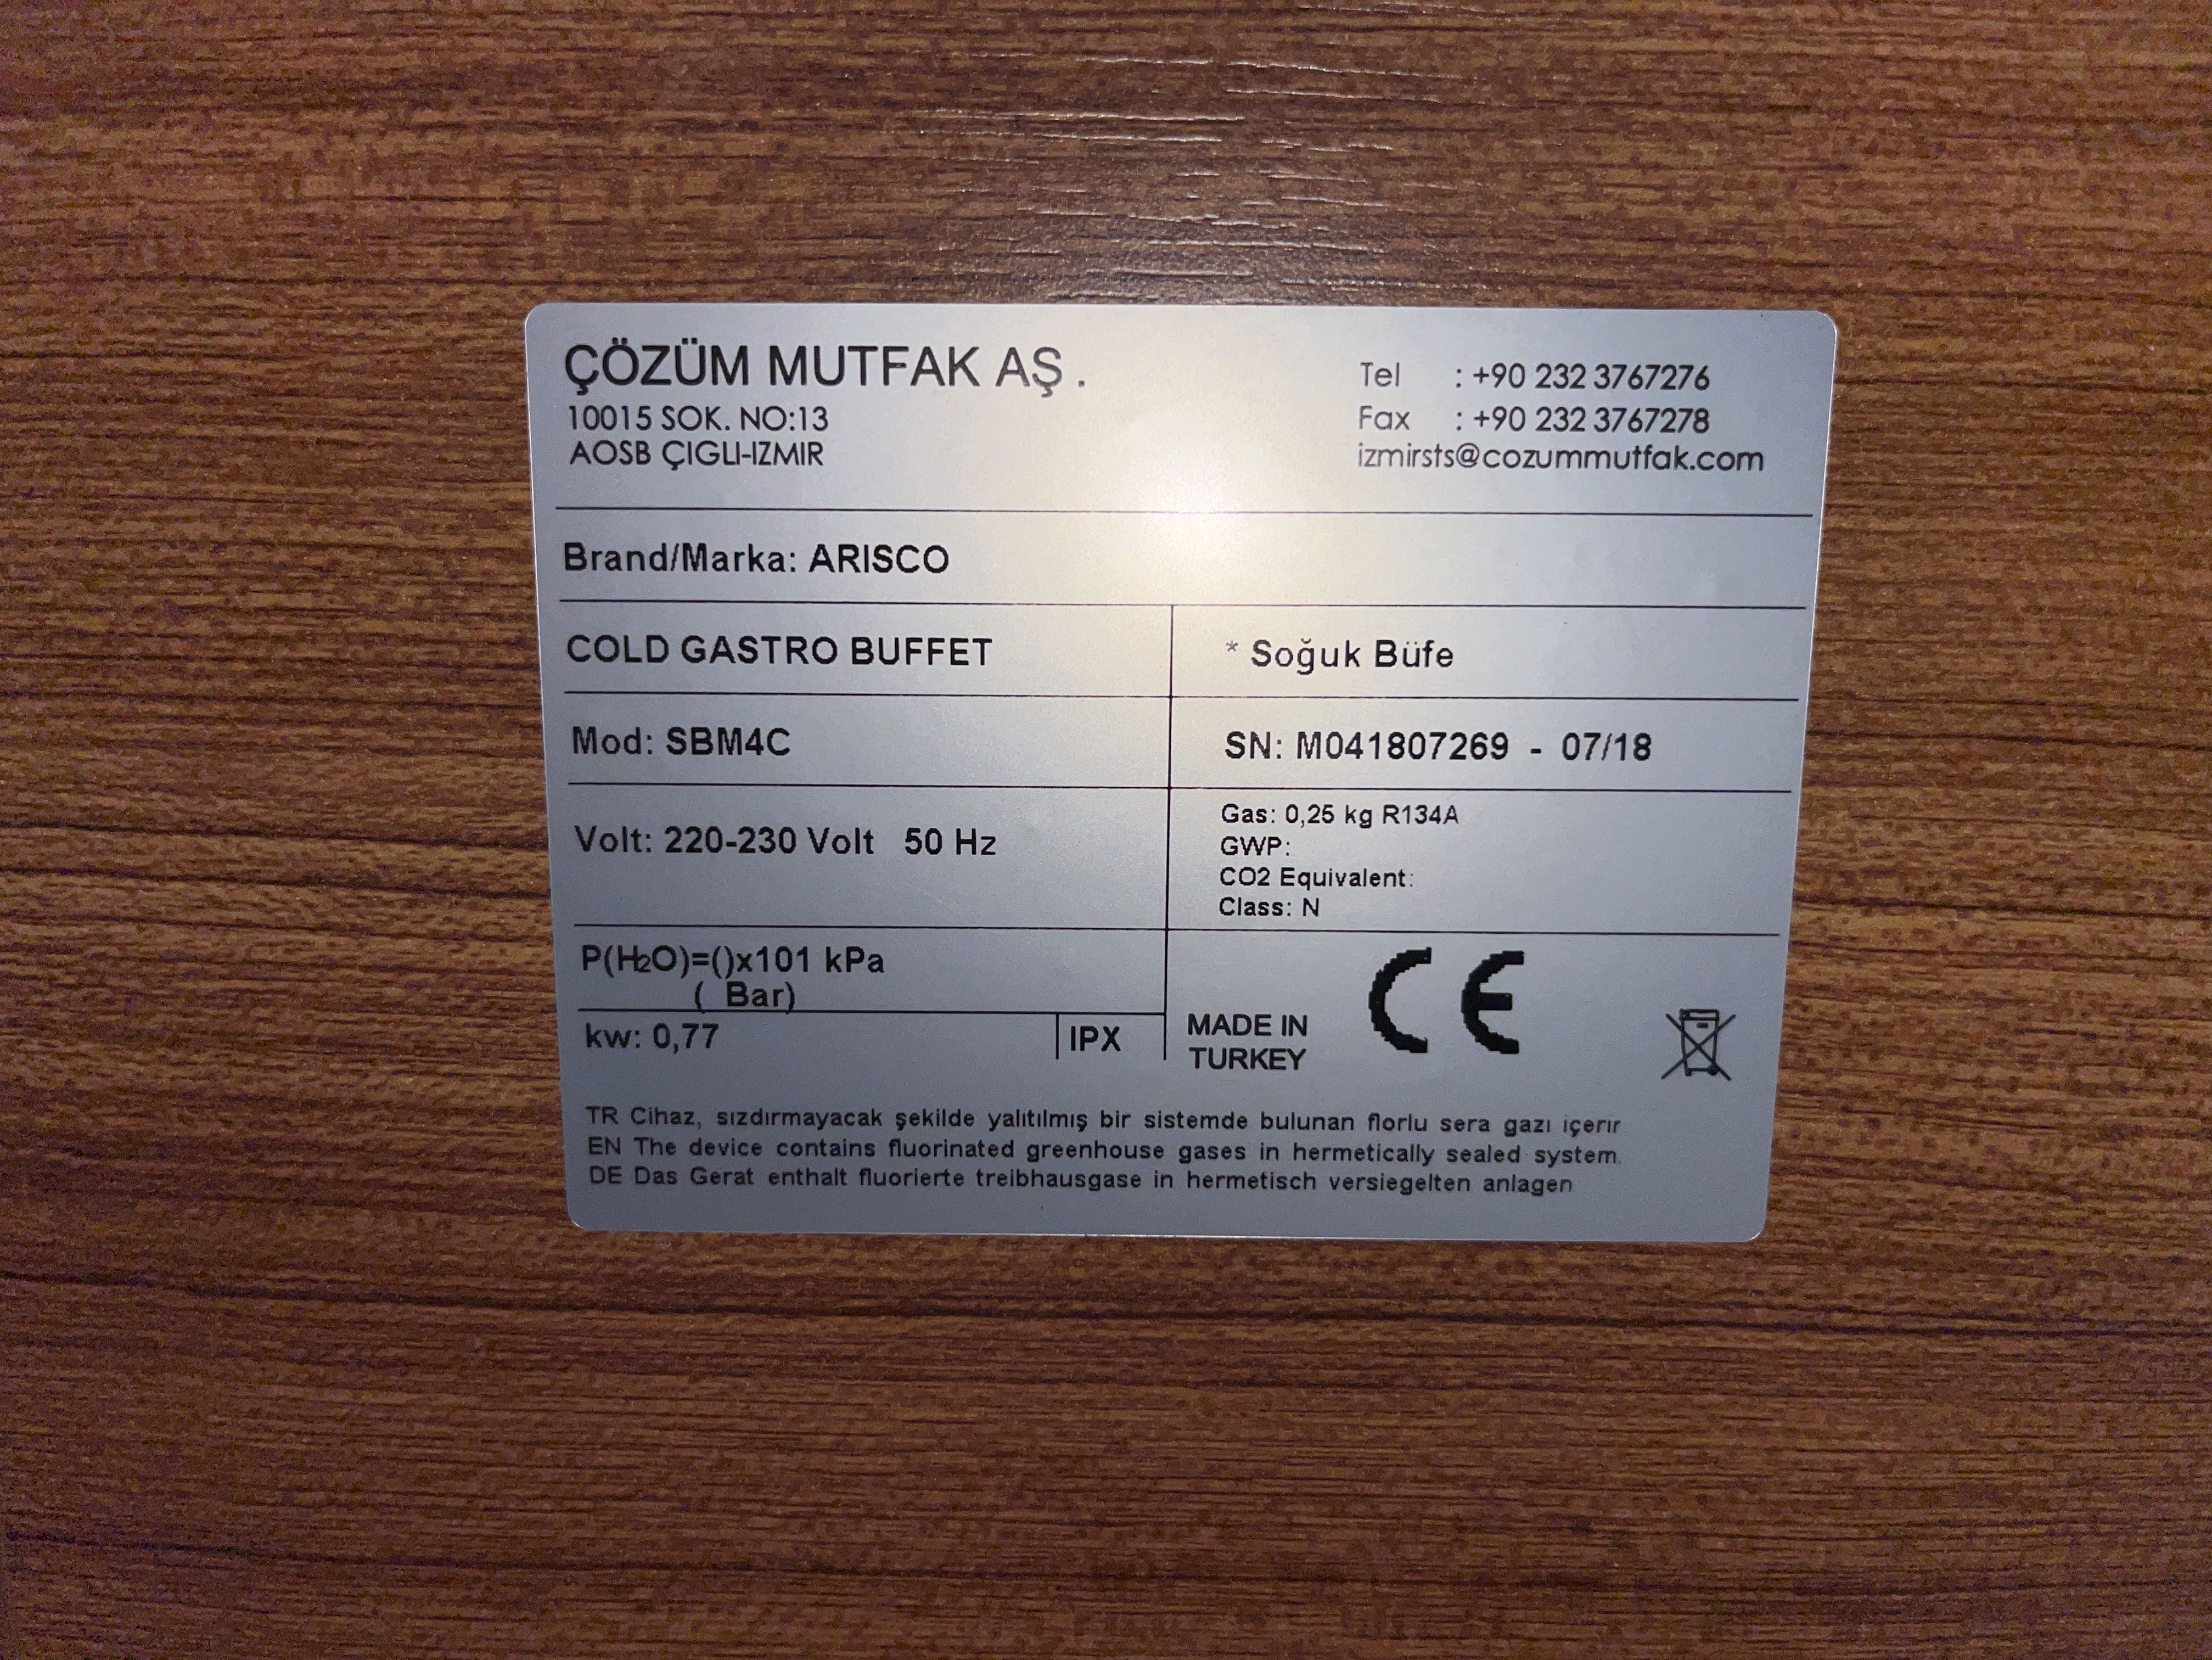 ÇÖZÜM MUTFAK AŞ .
10015 SOK. NO:13
AOSB ÇIGLI-IZMIR
Tel : +90 232 3767276
Fax : +90 232 3767278
izmirsts@cozummutfak.com
Brand/Marka: ARISCO
COLD GASTRO BUFFET
* Soğuk Büfe
Mod: SBM4C
SN: M041807269 - 07/18
Volt: 220-230 Volt 50 Hz
Gas: 0,25 kg R134A
GWP:
CO2 Equivalent:
Class: N
P(H2O)=()x101 kPa
( Bar)
kw: 0,77
IPX
MADE IN
TURKEY
CE
TR Cihaz, sızdırmayacak şekilde yalıtılmış bir sistemde bulunan florlu sera gazı içerir
EN The device contains fluorinated greenhouse gases in hermetically sealed system.
DE Das Gerat enthalt fluorierte treibhausgase in hermetisch versiegelten anlagen